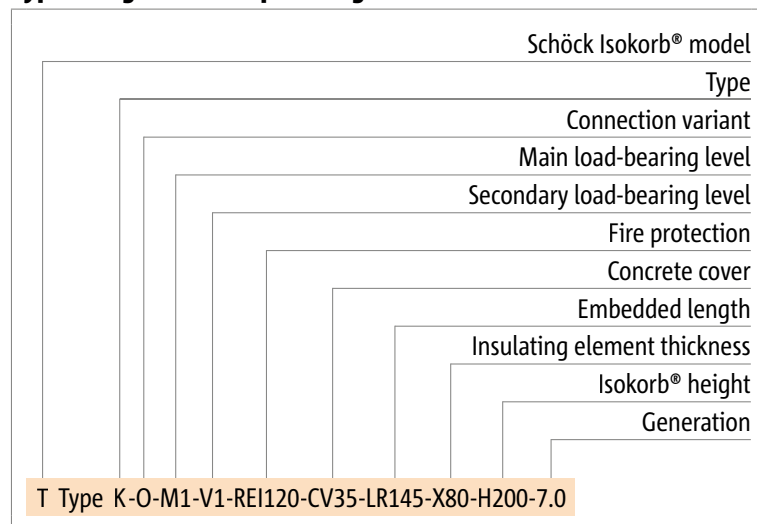 Schöck Isokorb® model
Type
Connection variant
Main load-bearing level
Secondary load-bearing level
Fire protection
Concrete cover
Embedded length
Insulating element thickness
Isokorb® height
Generation
T Type K-O-M1-V1-REI120-CV35-LR145-X80-H200-7.0